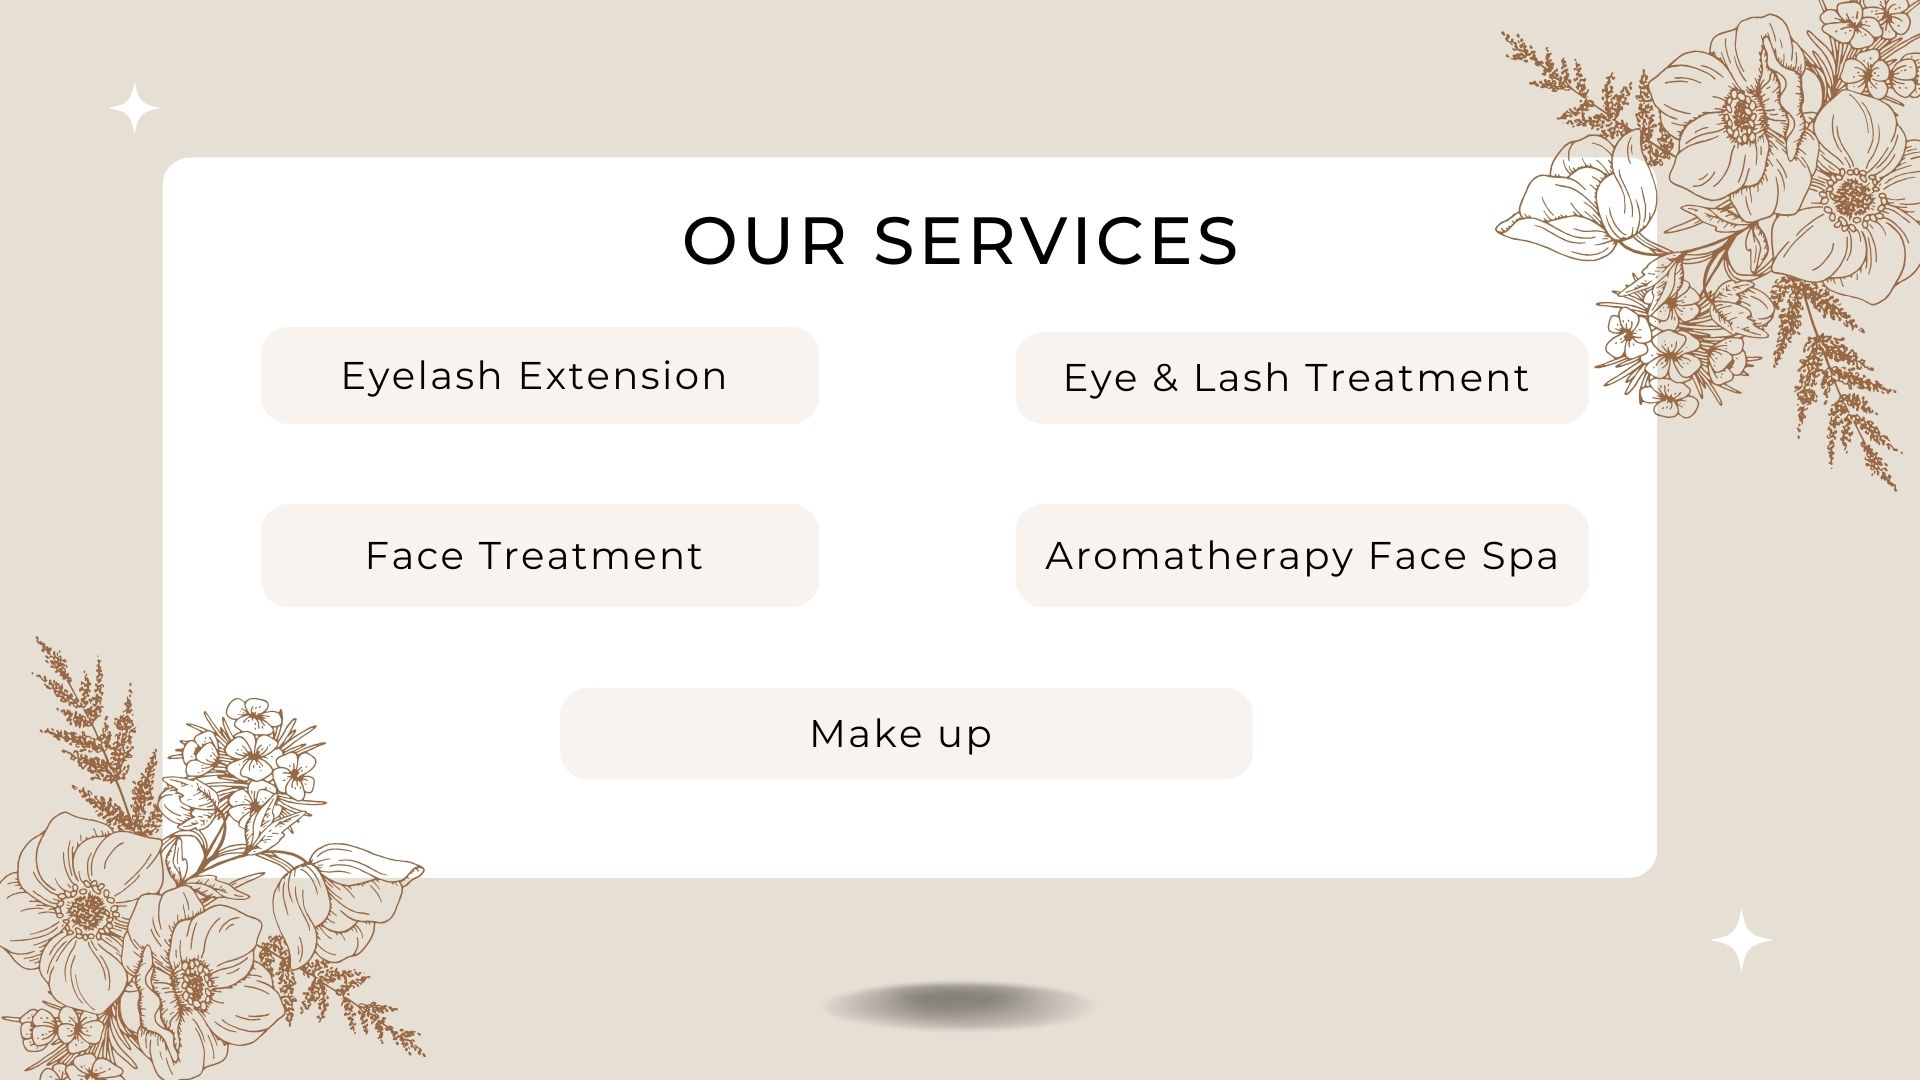 OUR SERVICES
Eyelash Extension
Eye & Lash Treatment
Face Treatment
Aromatherapy Face Spa
Make up